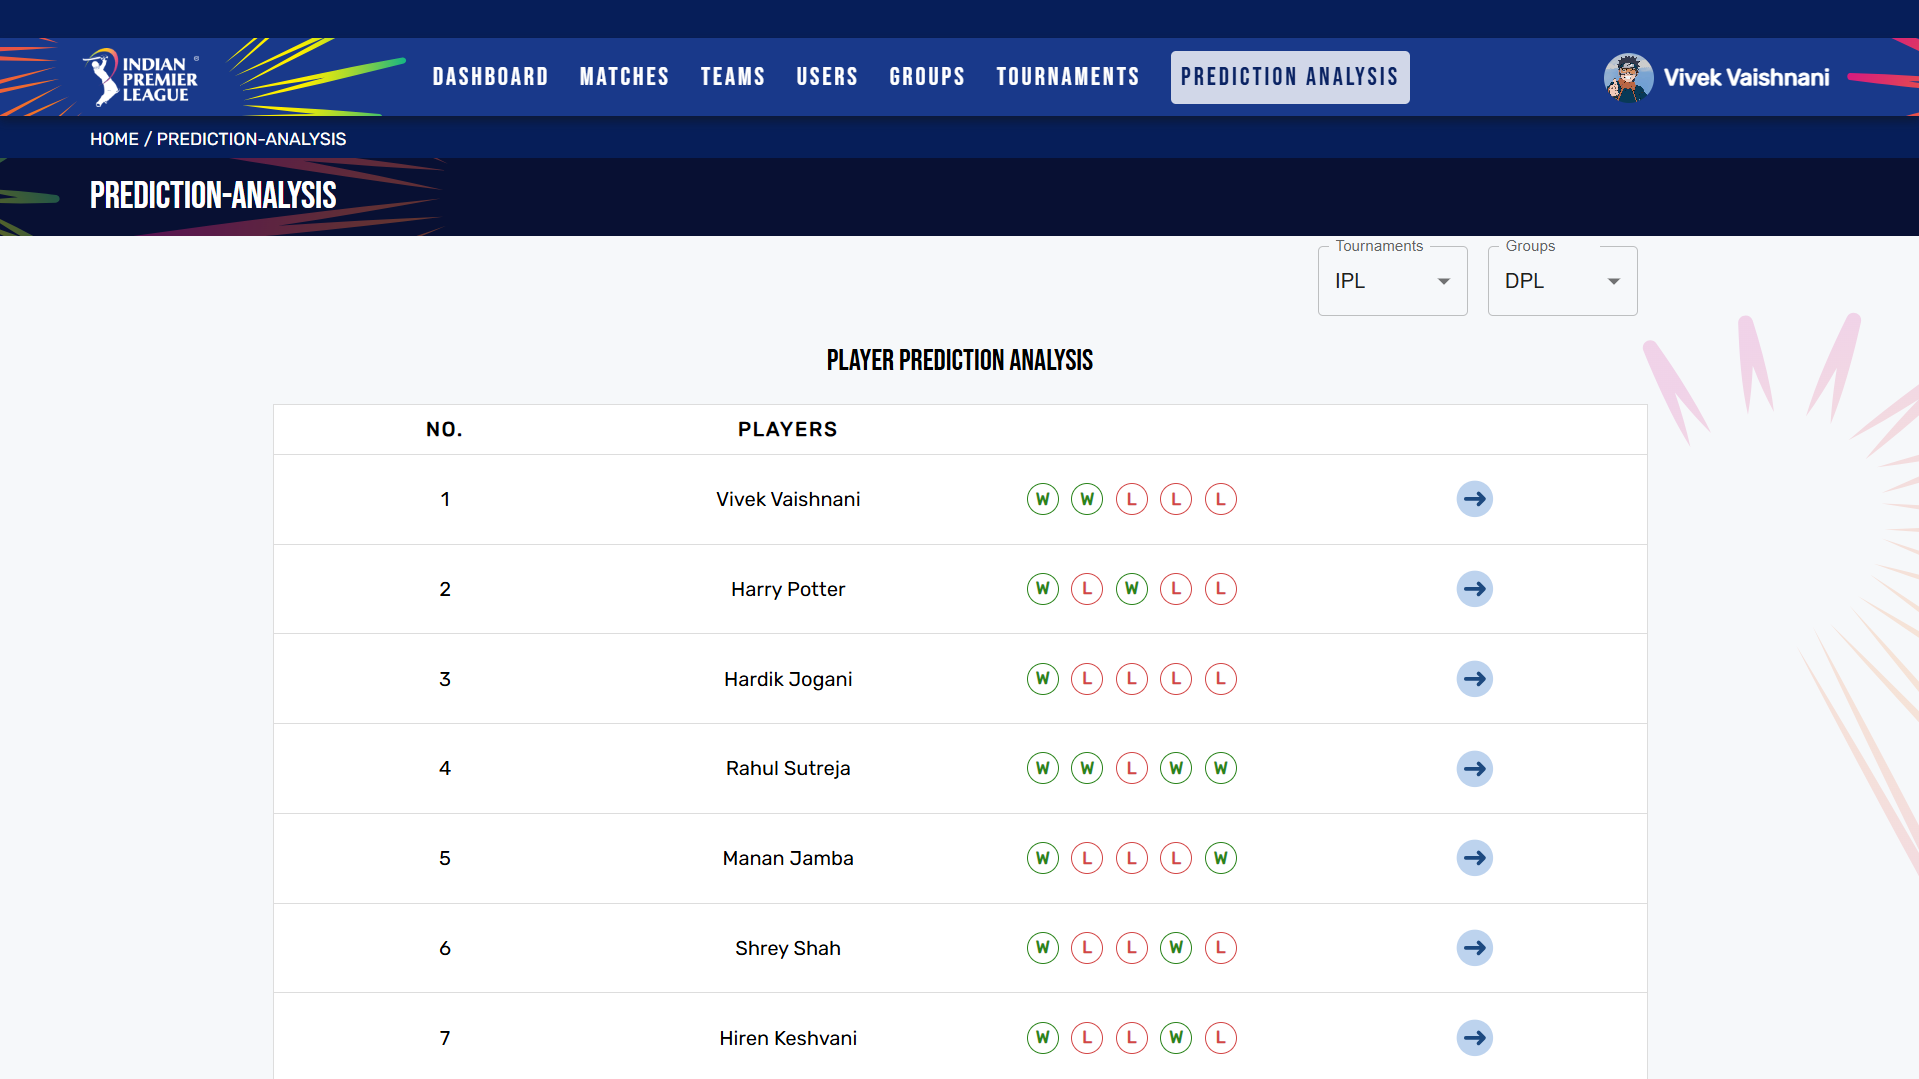 INDIAN
PREMIER
LEAGUE
®
DASHBOARD MATCHES TEAMS USERS GROUPS TOURNAMENTS PREDICTION ANALYSIS Vivek Vaishnani
HOME / PREDICTION-ANALYSIS
PREDICTION-ANALYSIS
Tournaments Groups
IPL DPL
PLAYER PREDICTION ANALYSIS
NO. PLAYERS
1 Vivek Vaishnani W W L L L
2 Harry Potter W L W L L
3 Hardik Jogani W L L L L
4 Rahul Sutreja W W L W W
5 Manan Jamba W L L L W
6 Shrey Shah W L L W L
7 Hiren Keshvani W L L W L